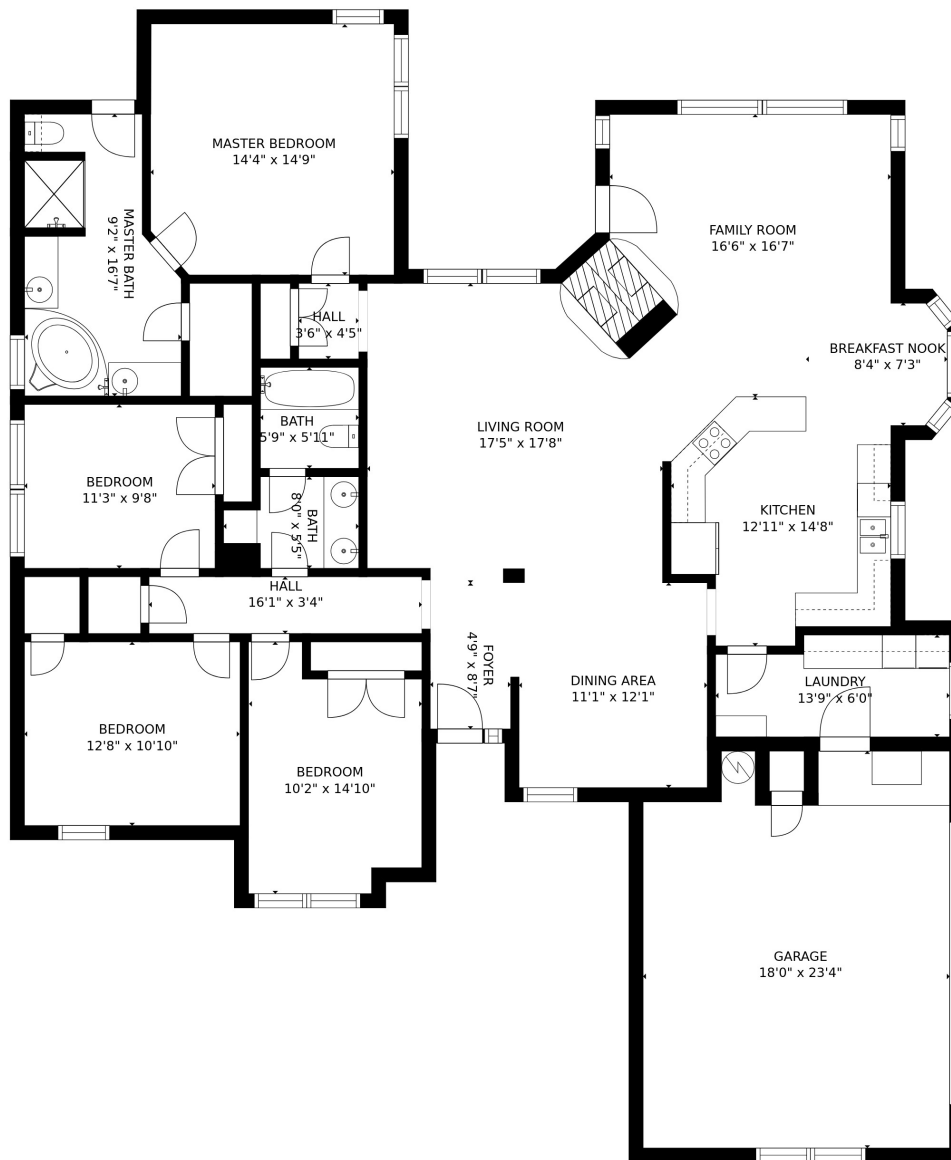 MASTER BEDROOM
14'4" x 14'9"
FAMILY ROOM
16'6" x 16'7"
MASTER BATH
9'2" x 16'7"
HALL
3'6" x 4'5"
BREAKFAST NOOK
8'4" x 7'3"
BATH
5'9" x 5'11"
LIVING ROOM
17'5" x 17'8"
BEDROOM
11'3" x 9'8"
BATH
8'0" x 5'5"
KITCHEN
12'11" x 14'8"
HALL
16'1" x 3'4"
FOYER
4'9" x 8'7"
DINING AREA
11'1" x 12'1"
LAUNDRY
13'9" x 6'0"
BEDROOM
12'8" x 10'10"
BEDROOM
10'2" x 14'10"
GARAGE
18'0" x 23'4"